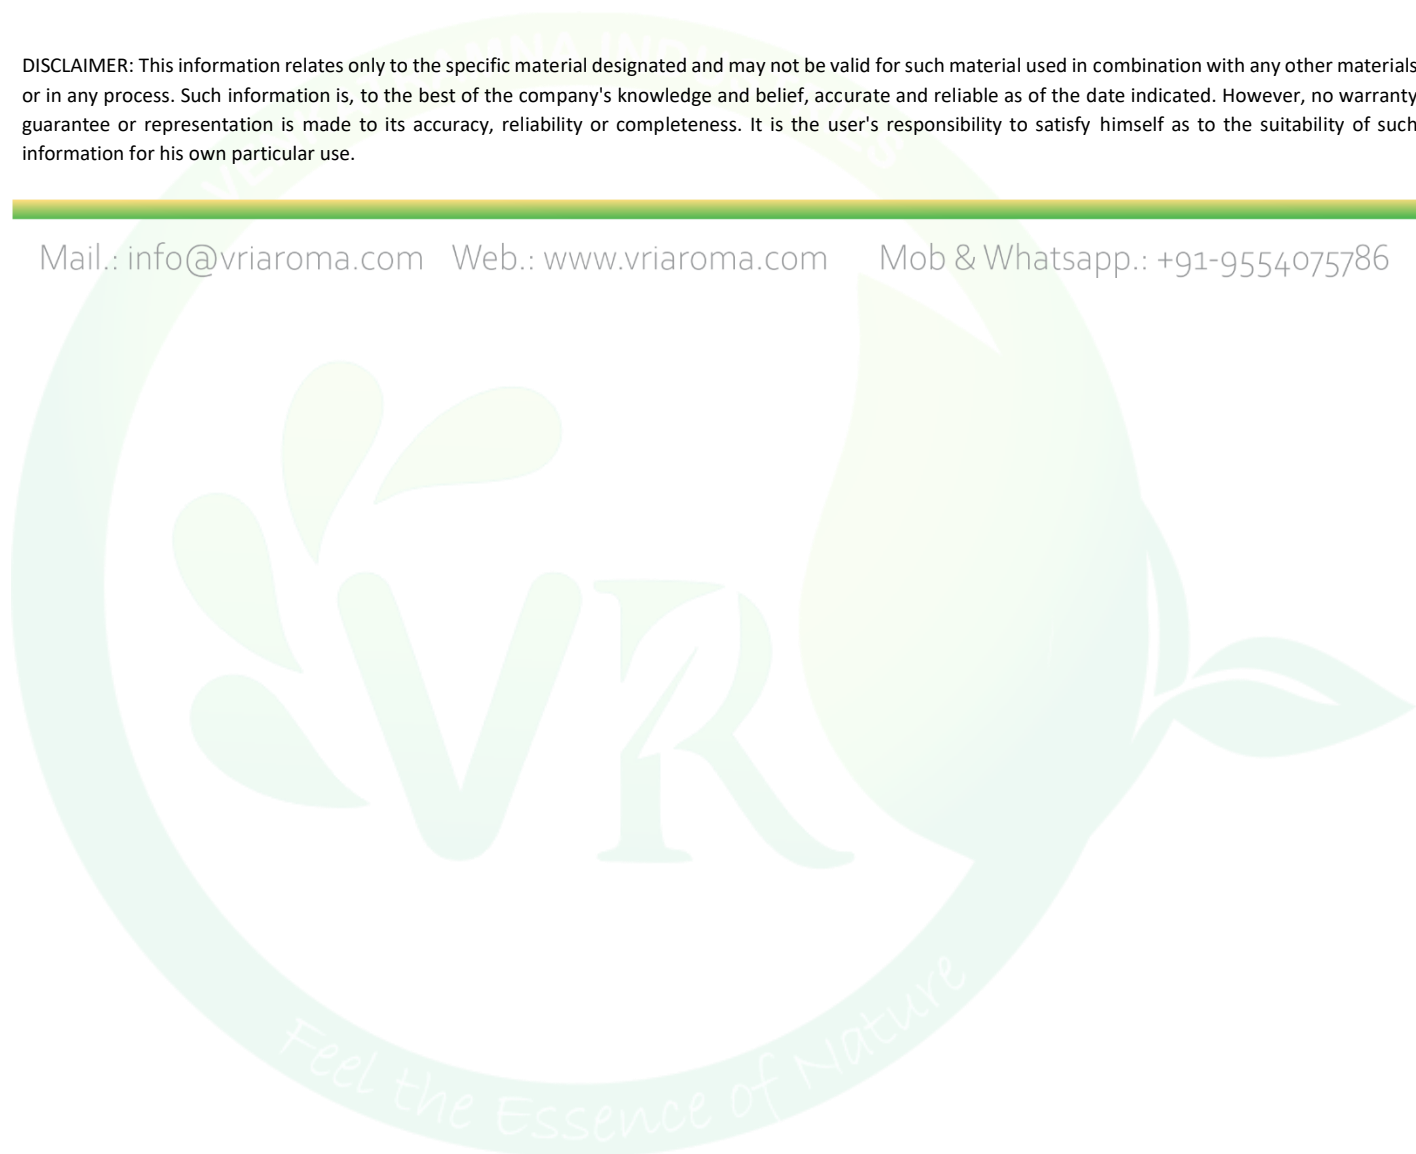 DISCLAIMER: This information relates only to the specific material designated and may not be valid for such material used in combination with any other materials
or in any process. Such information is, to the best of the company's knowledge and belief, accurate and reliable as of the date indicated. However, no warranty
guarantee or representation is made to its accuracy, reliability or completeness. It is the user's responsibility to satisfy himself as to the suitability of such
information for his own particular use.
Mail.: info@vriaroma.com Web.: www.vriaroma.com Mob & Whatsapp.: +91-9554075786
VR
Feel the Essence of Nature